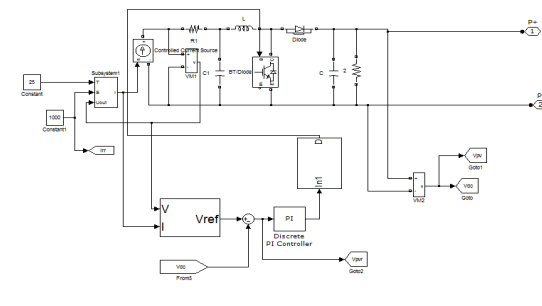 L
R1
Diode
P+
1
Controlled Current Source
VM1
C1
BT/Diode
C
2
Subsystem1
25
Constant
T
B
I
1000
Constant1
Irr
P
2
D
In1
Vpv
Goto1
Vdc
Goto
VM2
V
I
Vref
PI
Discrete
PI Controller
Vpvr
Goto2
From5